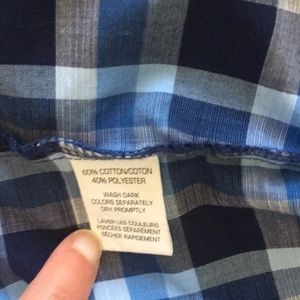 60% COTTON/COTON
40% POLYESTER
WASH DARK
COLORS SEPARATELY
DRY PROMPTLY
LAVER LES COULEURS
FONCÉES SÉPARÉMENT
SÉCHER RAPIDEMENT